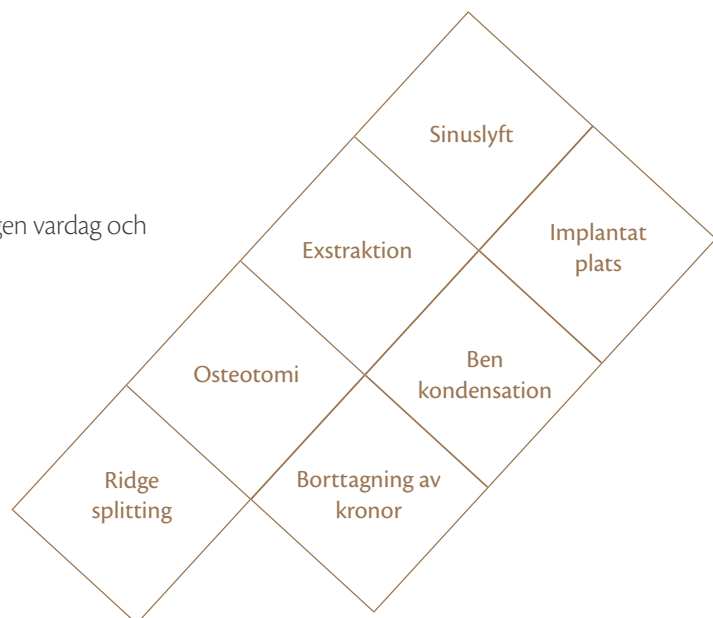 Sinuslyft
gen vardag och
Implantat
plats
Exstraktion
Ben
kondensation
Osteotomi
Borttagning av
kronor
Ridge
splitting